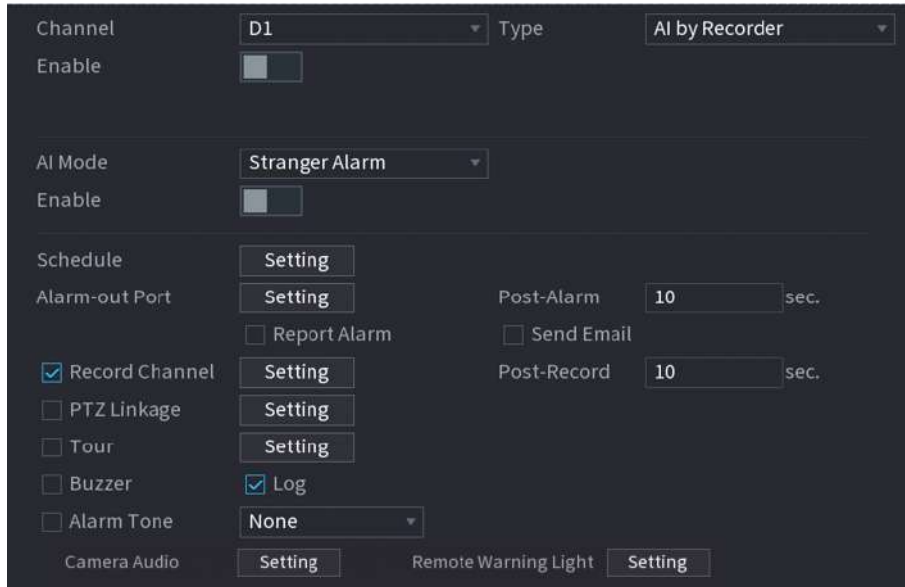 Channel D1 Type AI by Recorder
Enable
AI Mode Stranger Alarm
Enable
Schedule Setting
Alarm-out Port Setting Post-Alarm 10 sec.
Report Alarm Send Email
Record Channel Setting Post-Record 10 sec.
PTZ Linkage Setting
Tour Setting
Buzzer Log
Alarm Tone None
Camera Audio Setting Remote Warning Light Setting